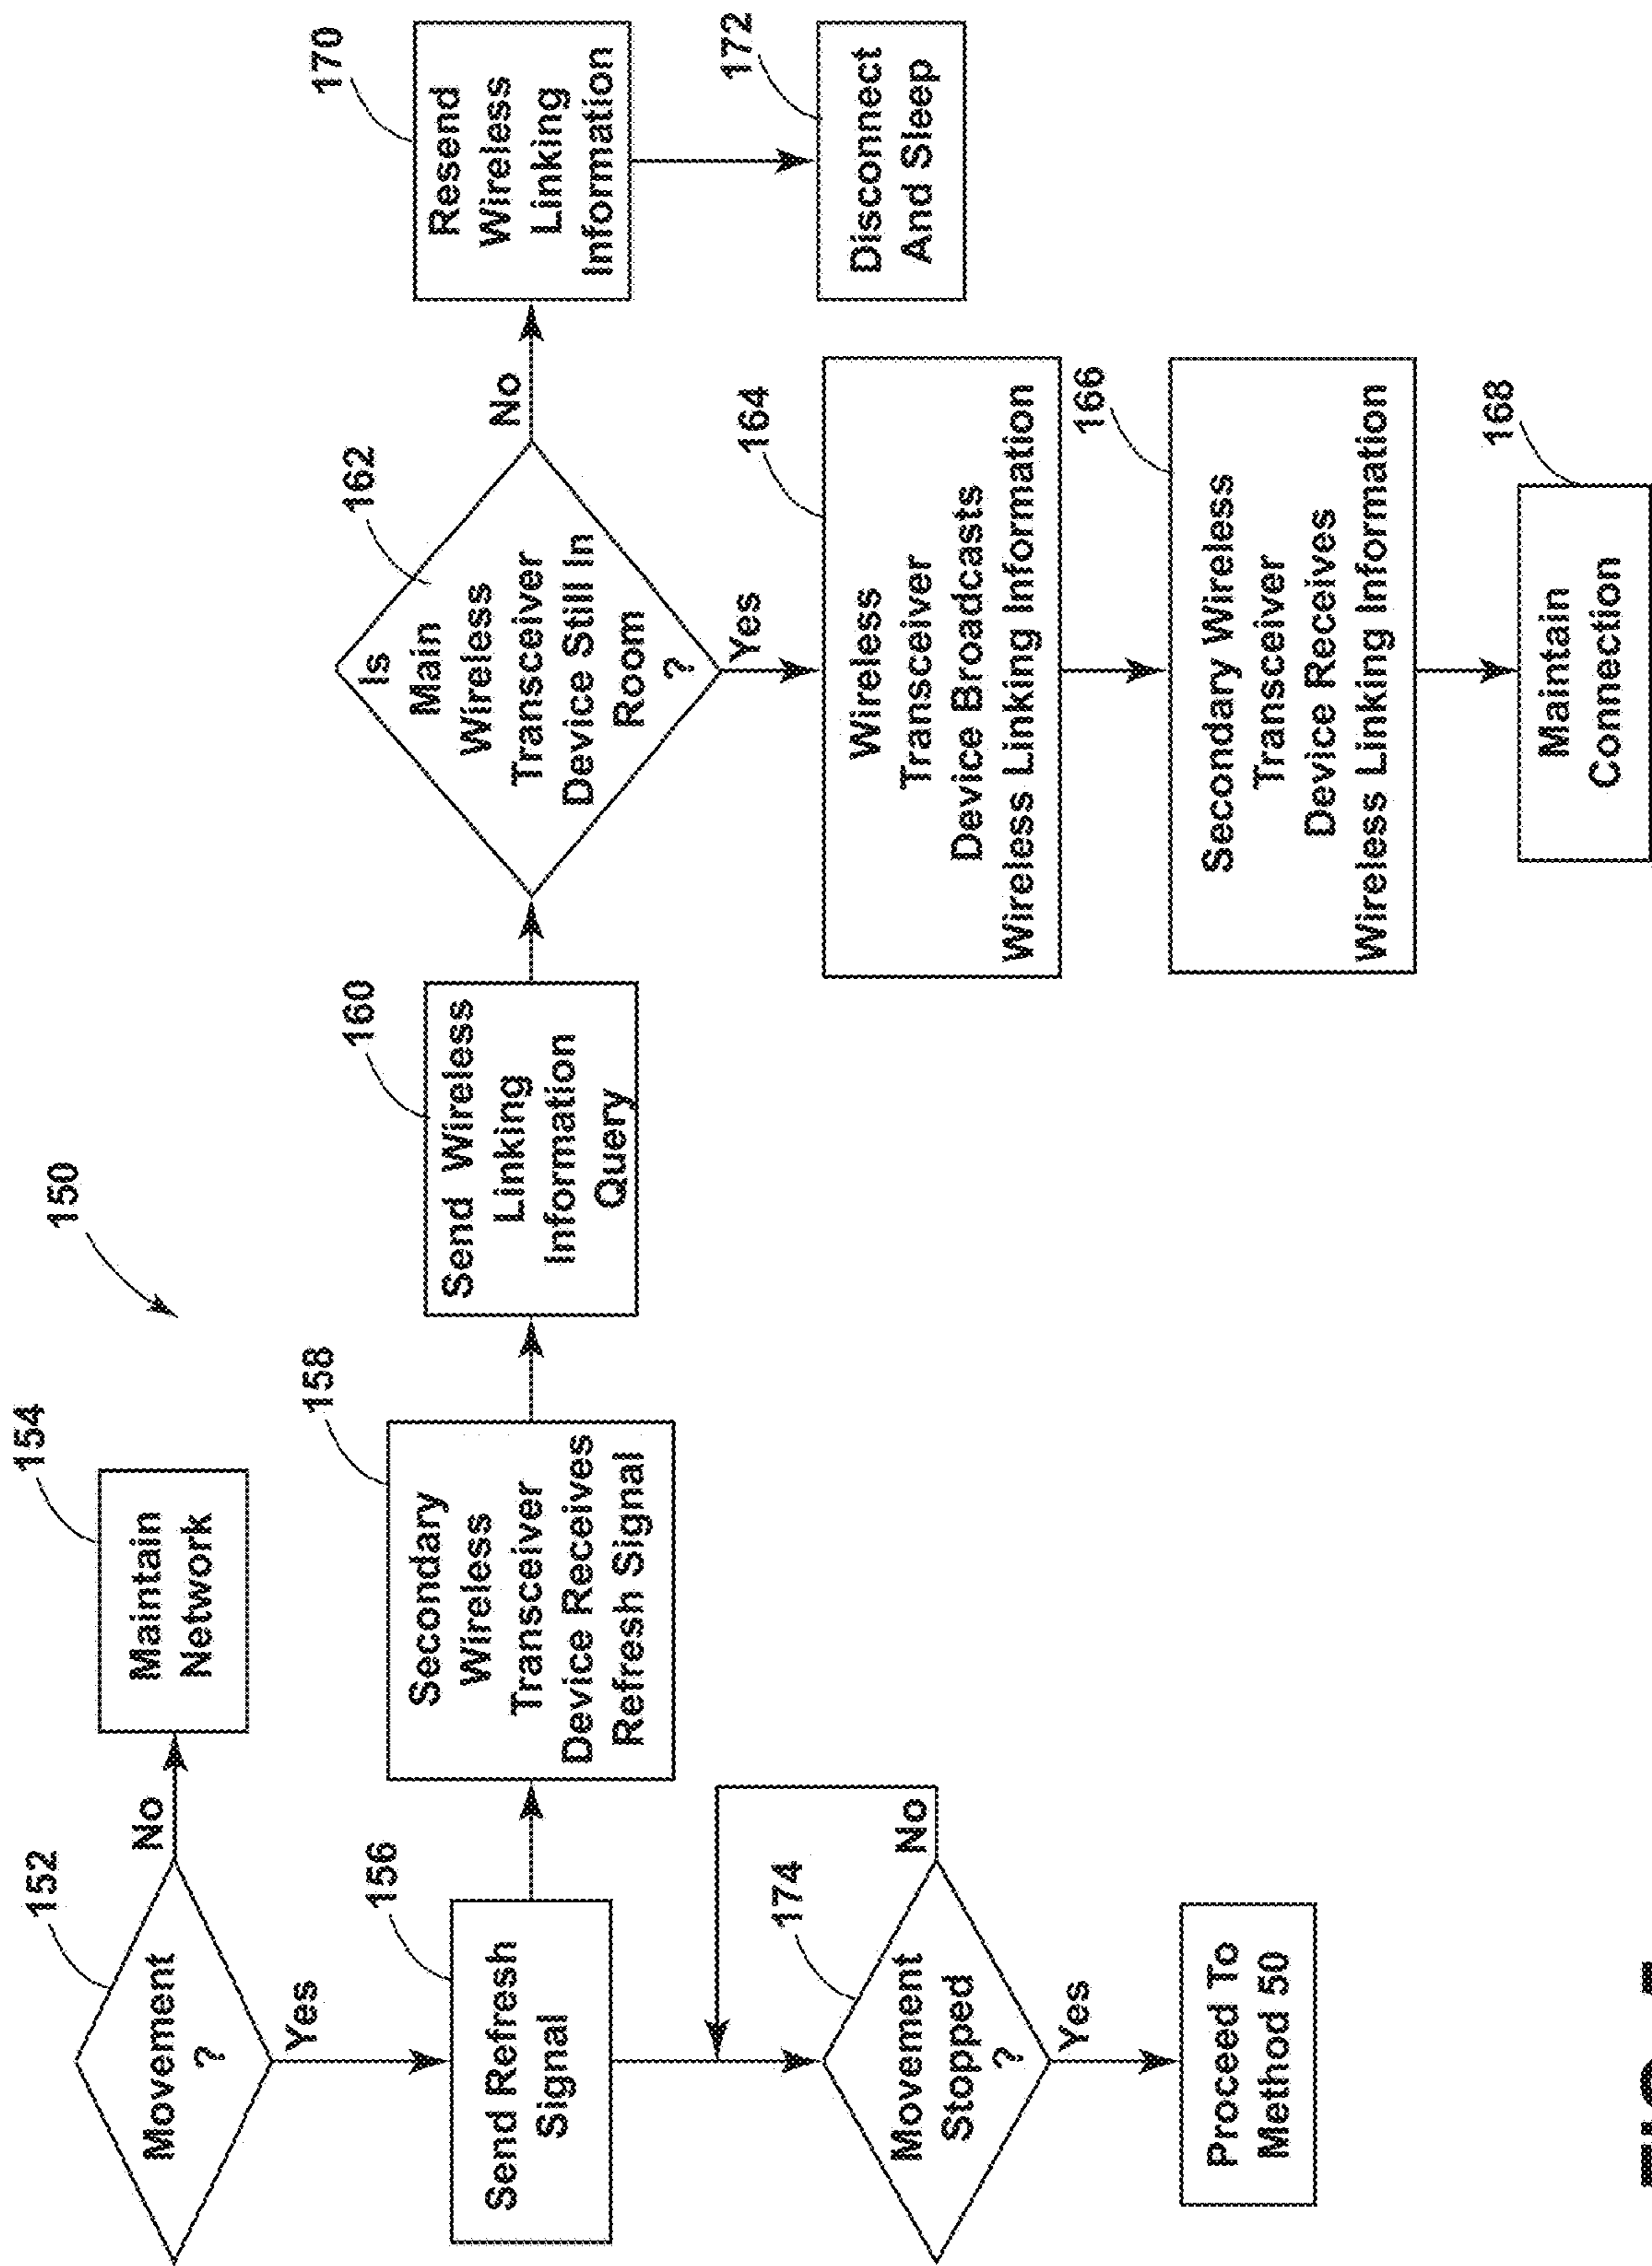 150
152
Movement
?
No
Yes
154
Maintain
Network
156
Send Refresh
Signal
158
Secondary
Wireless
Transceiver
Device Receives
Refresh Signal
160
Send Wireless
Linking
Information
Query
162
Is
Main
Wireless
Transceiver
Device Still In
Room
?
No
Yes
170
Resend
Wireless
Linking
Information
172
Disconnect
And Sleep
164
Wireless
Transceiver
Device Broadcasts
Wireless Linking Information
166
Secondary Wireless
Transceiver
Device Receives
Wireless Linking Information
168
Maintain
Connection
174
Movement
Stopped
?
No
Yes
Proceed To
Method 50